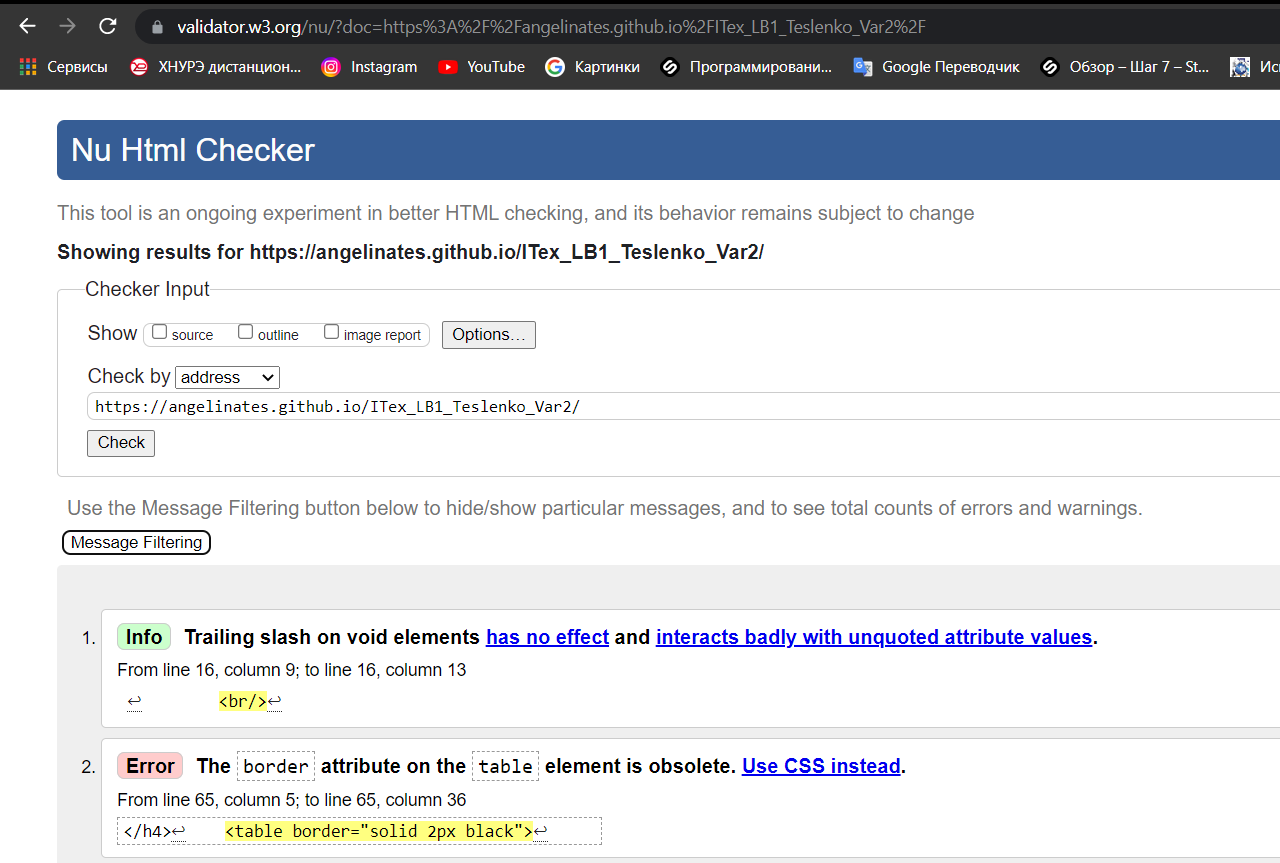 validator.w3.org/nu/?doc=https%3A%2F%2Fangelinates.github.io%2FITex_LB1_Teslenko_Var2%2F
Сервисы ХНУРЭ дистанцион... Instagram YouTube Картинки Программировани... Google Переводчик Обзор – Шаг 7 – St... Ис
Nu Html Checker
This tool is an ongoing experiment in better HTML checking, and its behavior remains subject to change
Showing results for https://angelinates.github.io/ITex_LB1_Teslenko_Var2/
Checker Input
Show source outline image report Options...
Check by address
https://angelinates.github.io/ITex_LB1_Teslenko_Var2/
Check
Use the Message Filtering button below to hide/show particular messages, and to see total counts of errors and warnings.
Message Filtering
1. Info Trailing slash on void elements has no effect and interacts badly with unquoted attribute values.
From line 16, column 9; to line 16, column 13
↩ <br/>↩
2. Error The border attribute on the table element is obsolete. Use CSS instead.
From line 65, column 5; to line 65, column 36
</h4>↩ <table border="solid 2px black">↩